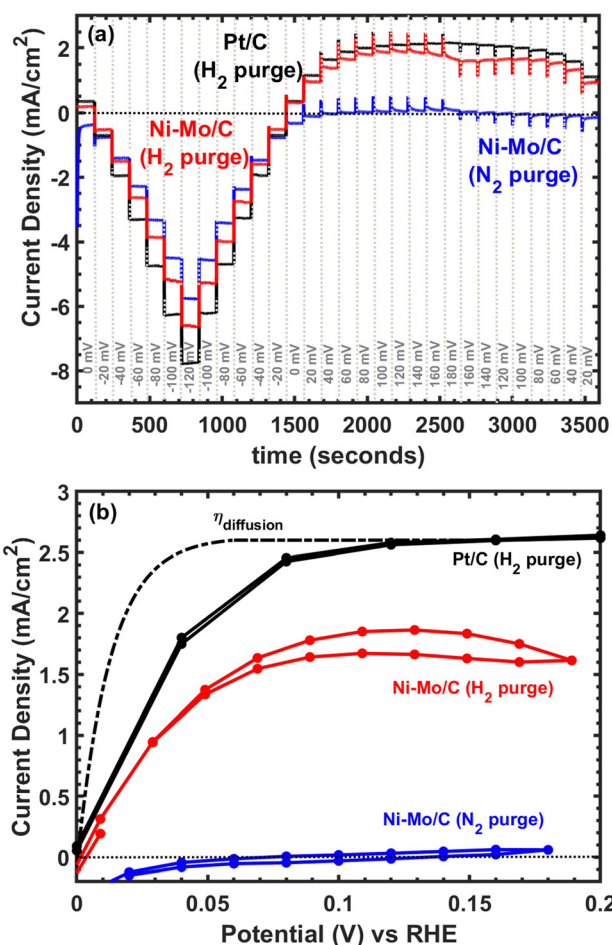 (a)
Pt/C
(H2 purge)
Ni-Mo/C
(H2 purge)
Ni-Mo/C
(N2 purge)
Current Density (mA/cm²)
2
0
-2
-4
-6
-8
0 mV
-20 mV
-40 mV
-60 mV
-80 mV
-100 mV
-120 mV
-100 mV
-80 mV
-60 mV
-40 mV
-20 mV
0 mV
20 mV
40 mV
60 mV
80 mV
100 mV
120 mV
140 mV
160 mV
180 mV
160 mV
140 mV
120 mV
100 mV
80 mV
60 mV
40 mV
20 mV
0 500 1000 1500 2000 2500 3000 3500
time (seconds)
(b)
ηdiffusion
Pt/C (H2 purge)
Ni-Mo/C (H2 purge)
Ni-Mo/C (N2 purge)
Current Density (mA/cm²)
3
2.5
2
1.5
1
0.5
0
0 0.05 0.1 0.15 0.2
Potential (V) vs RHE